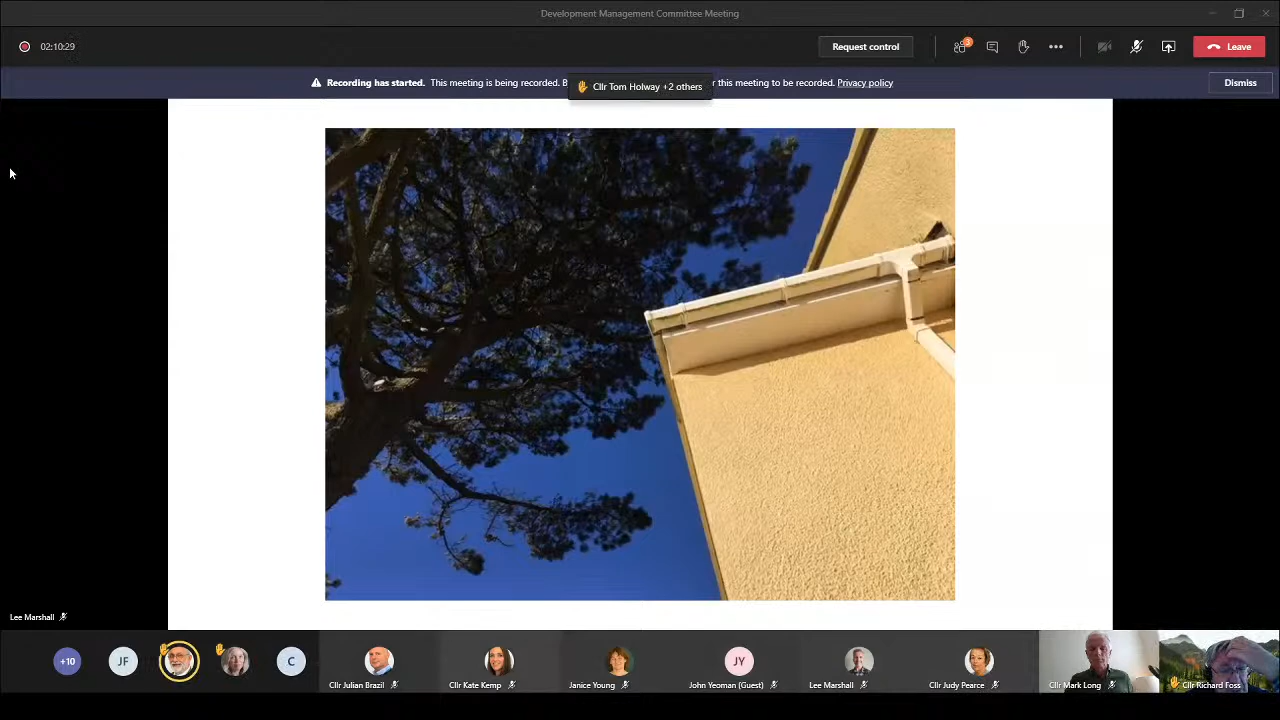 Development Management Committee Meeting
02:10:29
Request control
3
Leave
Recording has started. This meeting is being recorded. B
r this meeting to be recorded. Privacy policy
Cllr Tom Holway +2 others
Dismiss
Lee Marshall
+10
JF
C
Cllr Julian Brazil
Cllr Kate Kemp
Janice Young
JY
John Yeoman (Guest)
Lee Marshall
Cllr Judy Pearce
Cllr Mark Long
Cllr Richard Foss